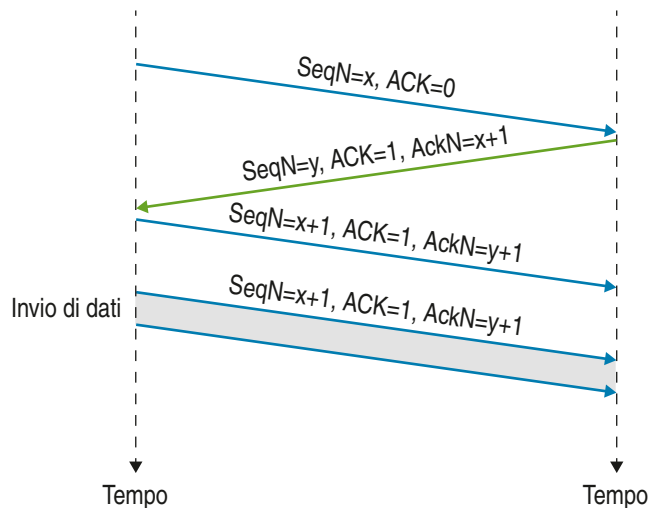 SeqN=x, ACK=0
SeqN=y, ACK=1, AckN=x+1
SeqN=x+1, ACK=1, AckN=y+1
SeqN=x+1, ACK=1, AckN=y+1
Invio di dati
Tempo
Tempo